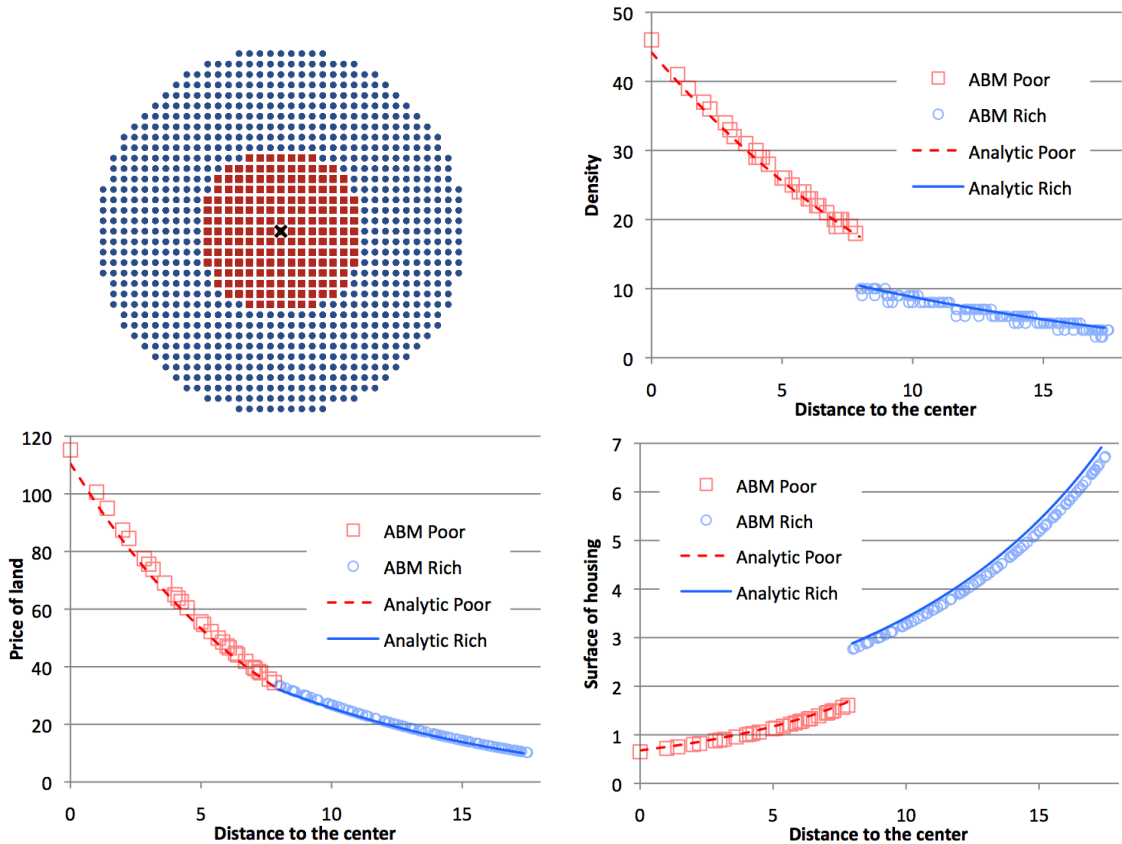 Density
50
40
30
20
10
0
0
5
10
15
Distance to the center
ABM Poor
ABM Rich
Analytic Poor
Analytic Rich
Price of land
120
100
80
60
40
20
0
0
5
10
15
Distance to the center
ABM Poor
ABM Rich
Analytic Poor
Analytic Rich
Surface of housing
7
6
5
4
3
2
1
0
0
5
10
15
Distance to the center
ABM Poor
ABM Rich
Analytic Poor
Analytic Rich